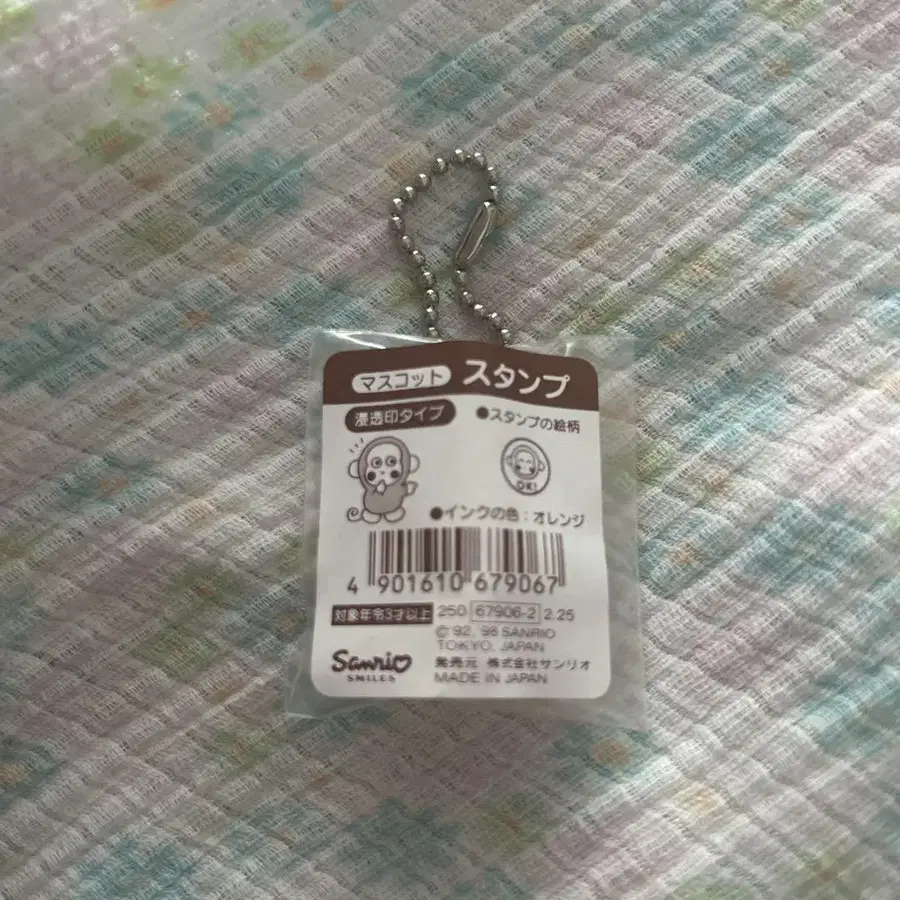 マスコット スタンプ
浸透印タイプ ●スタンプの絵柄
OK!
●インクの色：オレンジ
4 901610 679067
対象年令3才以上 250 67906-2 2.25
© '92, '98 SANRIO
TOKYO, JAPAN
Sanrio 発売元 株式会社サンリオ
SMILES MADE IN JAPAN